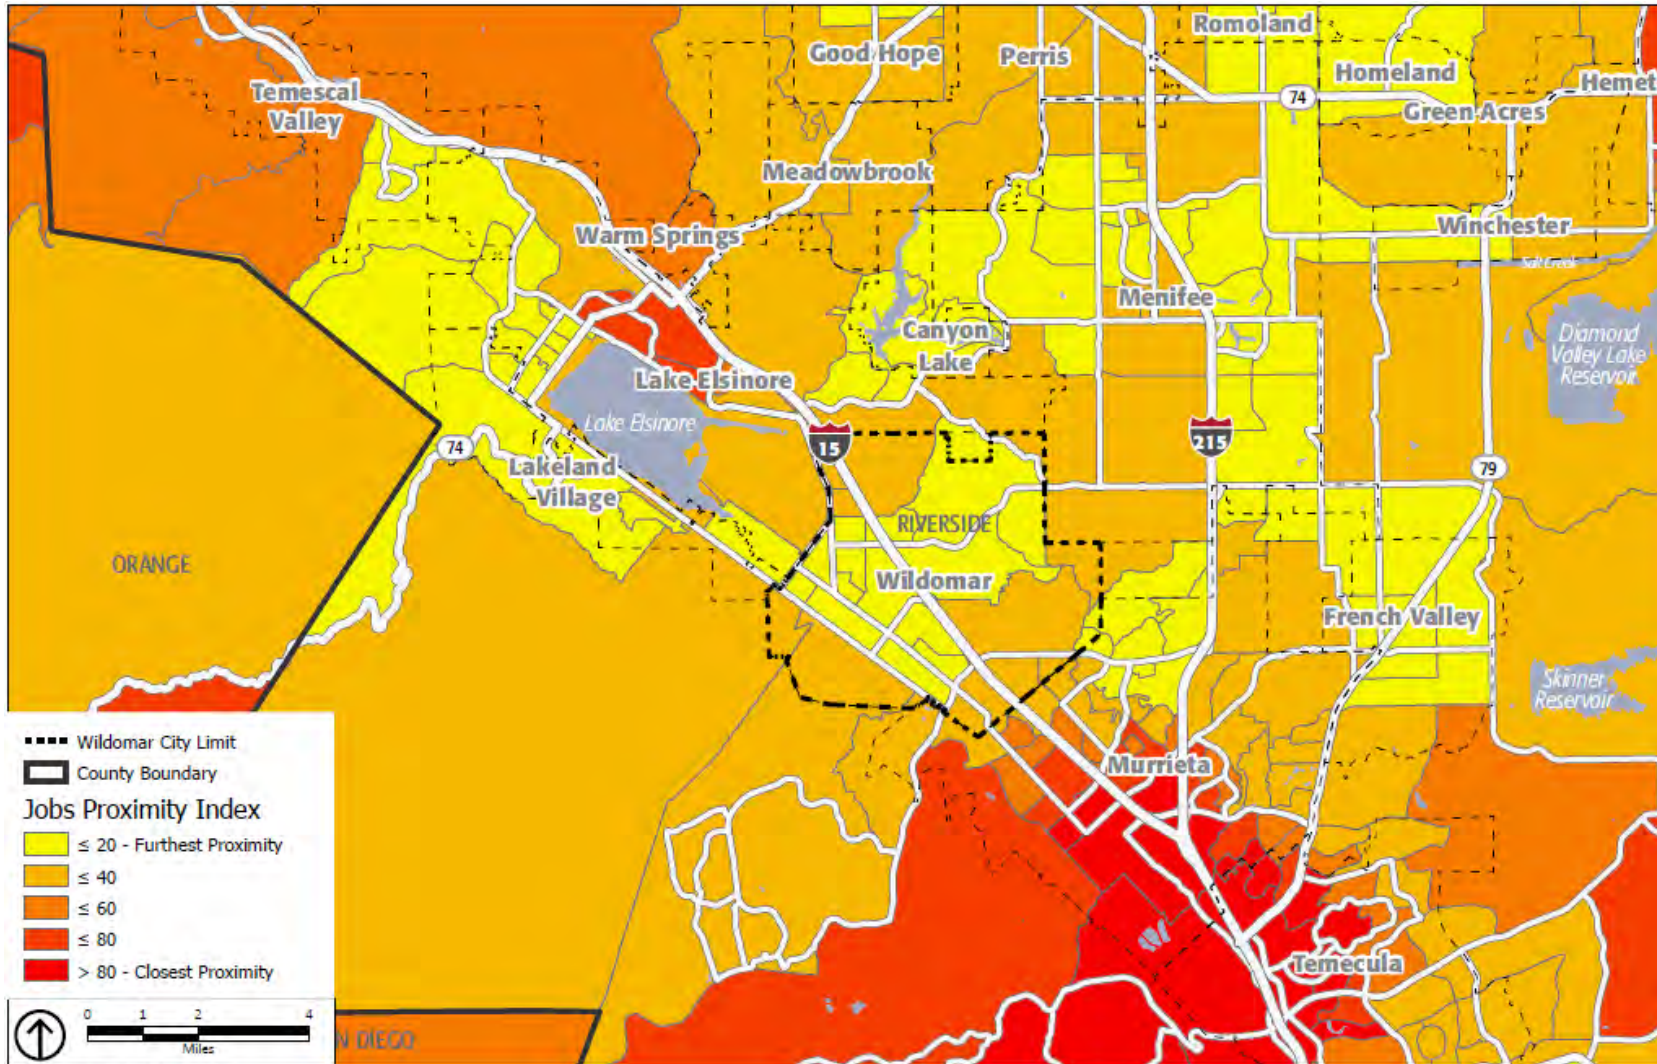 Romoland
Good Hope
Perris
Homeland
Hemet
Temescal
Valley
74
Green Acres
Meadowbrook
Winchester
Warm Springs
Salt Creek
Menifee
Canyon
Lake
Diamond
Valley Lake
Reservoir
Lake Elsinore
Lake Elsinore
15
215
74
79
Lakeland
Village
RIVERSIDE
ORANGE
Wildomar
French Valley
Skinner
Reservoir
Murrieta
Temecula
Wildomar City Limit
County Boundary
Jobs Proximity Index
≤ 20 - Furthest Proximity
≤ 40
≤ 60
≤ 80
> 80 - Closest Proximity
0 1 2 4
Miles
N DIEGO